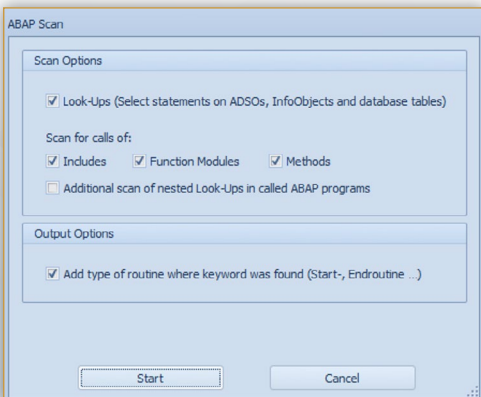 ABAP Scan
Scan Options
Look-Ups (Select statements on ADSOs, InfoObjects and database tables)
Scan for calls of:
Includes Function Modules Methods
Additional scan of nested Look-Ups in called ABAP programs
Output Options
Add type of routine where keyword was found (Start-, Endroutine ...)
Start Cancel